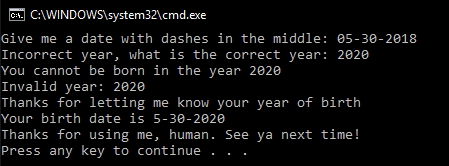 C:\WINDOWS\system32\cmd.exe
Give me a date with dashes in the middle: 05-30-2018
Incorrect year, what is the correct year: 2020
You cannot be born in the year 2020
Invalid year: 2020
Thanks for letting me know your year of birth
Your birth date is 5-30-2020
Thanks for using me, human. See ya next time!
Press any key to continue . . .